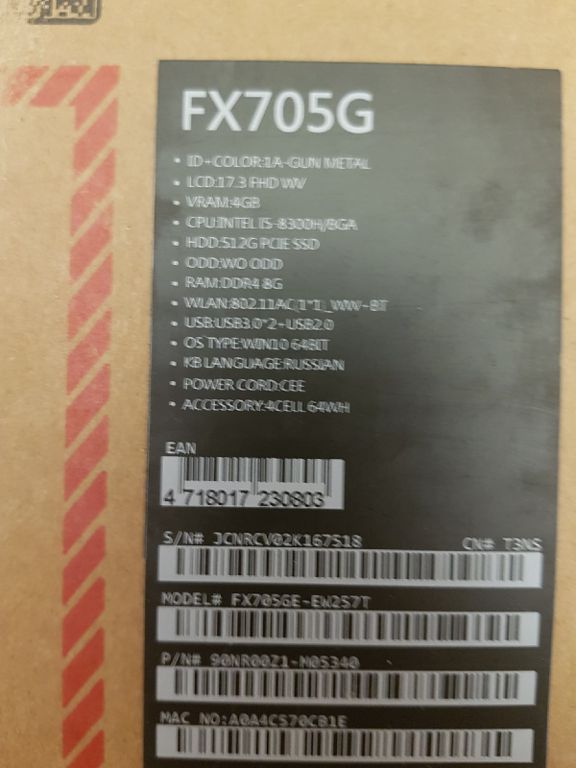 FX705G
• ID+COLOR:1A-GUN METAL
• LCD:17.3 FHD WV
• VRAM:4GB
• CPU:INTEL I5-8300H/BGA
• HDD:512G PCIE SSD
• ODD:WO ODD
• RAM:DDR4 8G
• WLAN:802.11AC(1*1)_WW+BT
• USB:USB3.0*2+USB2.0
• OS TYPE:WIN10 64BIT
• KB LANGUAGE:RUSSIAN
• POWER CORD:CEE
• ACCESSORY:4CELL 64WH
EAN
4 718017 230803
S/N# JCNRCV02K167518 CN# T3NS
MODEL# FX705GE-EW257T
P/N# 90NR00Z1-M05340
MAC NO:A0A4C570CB1E